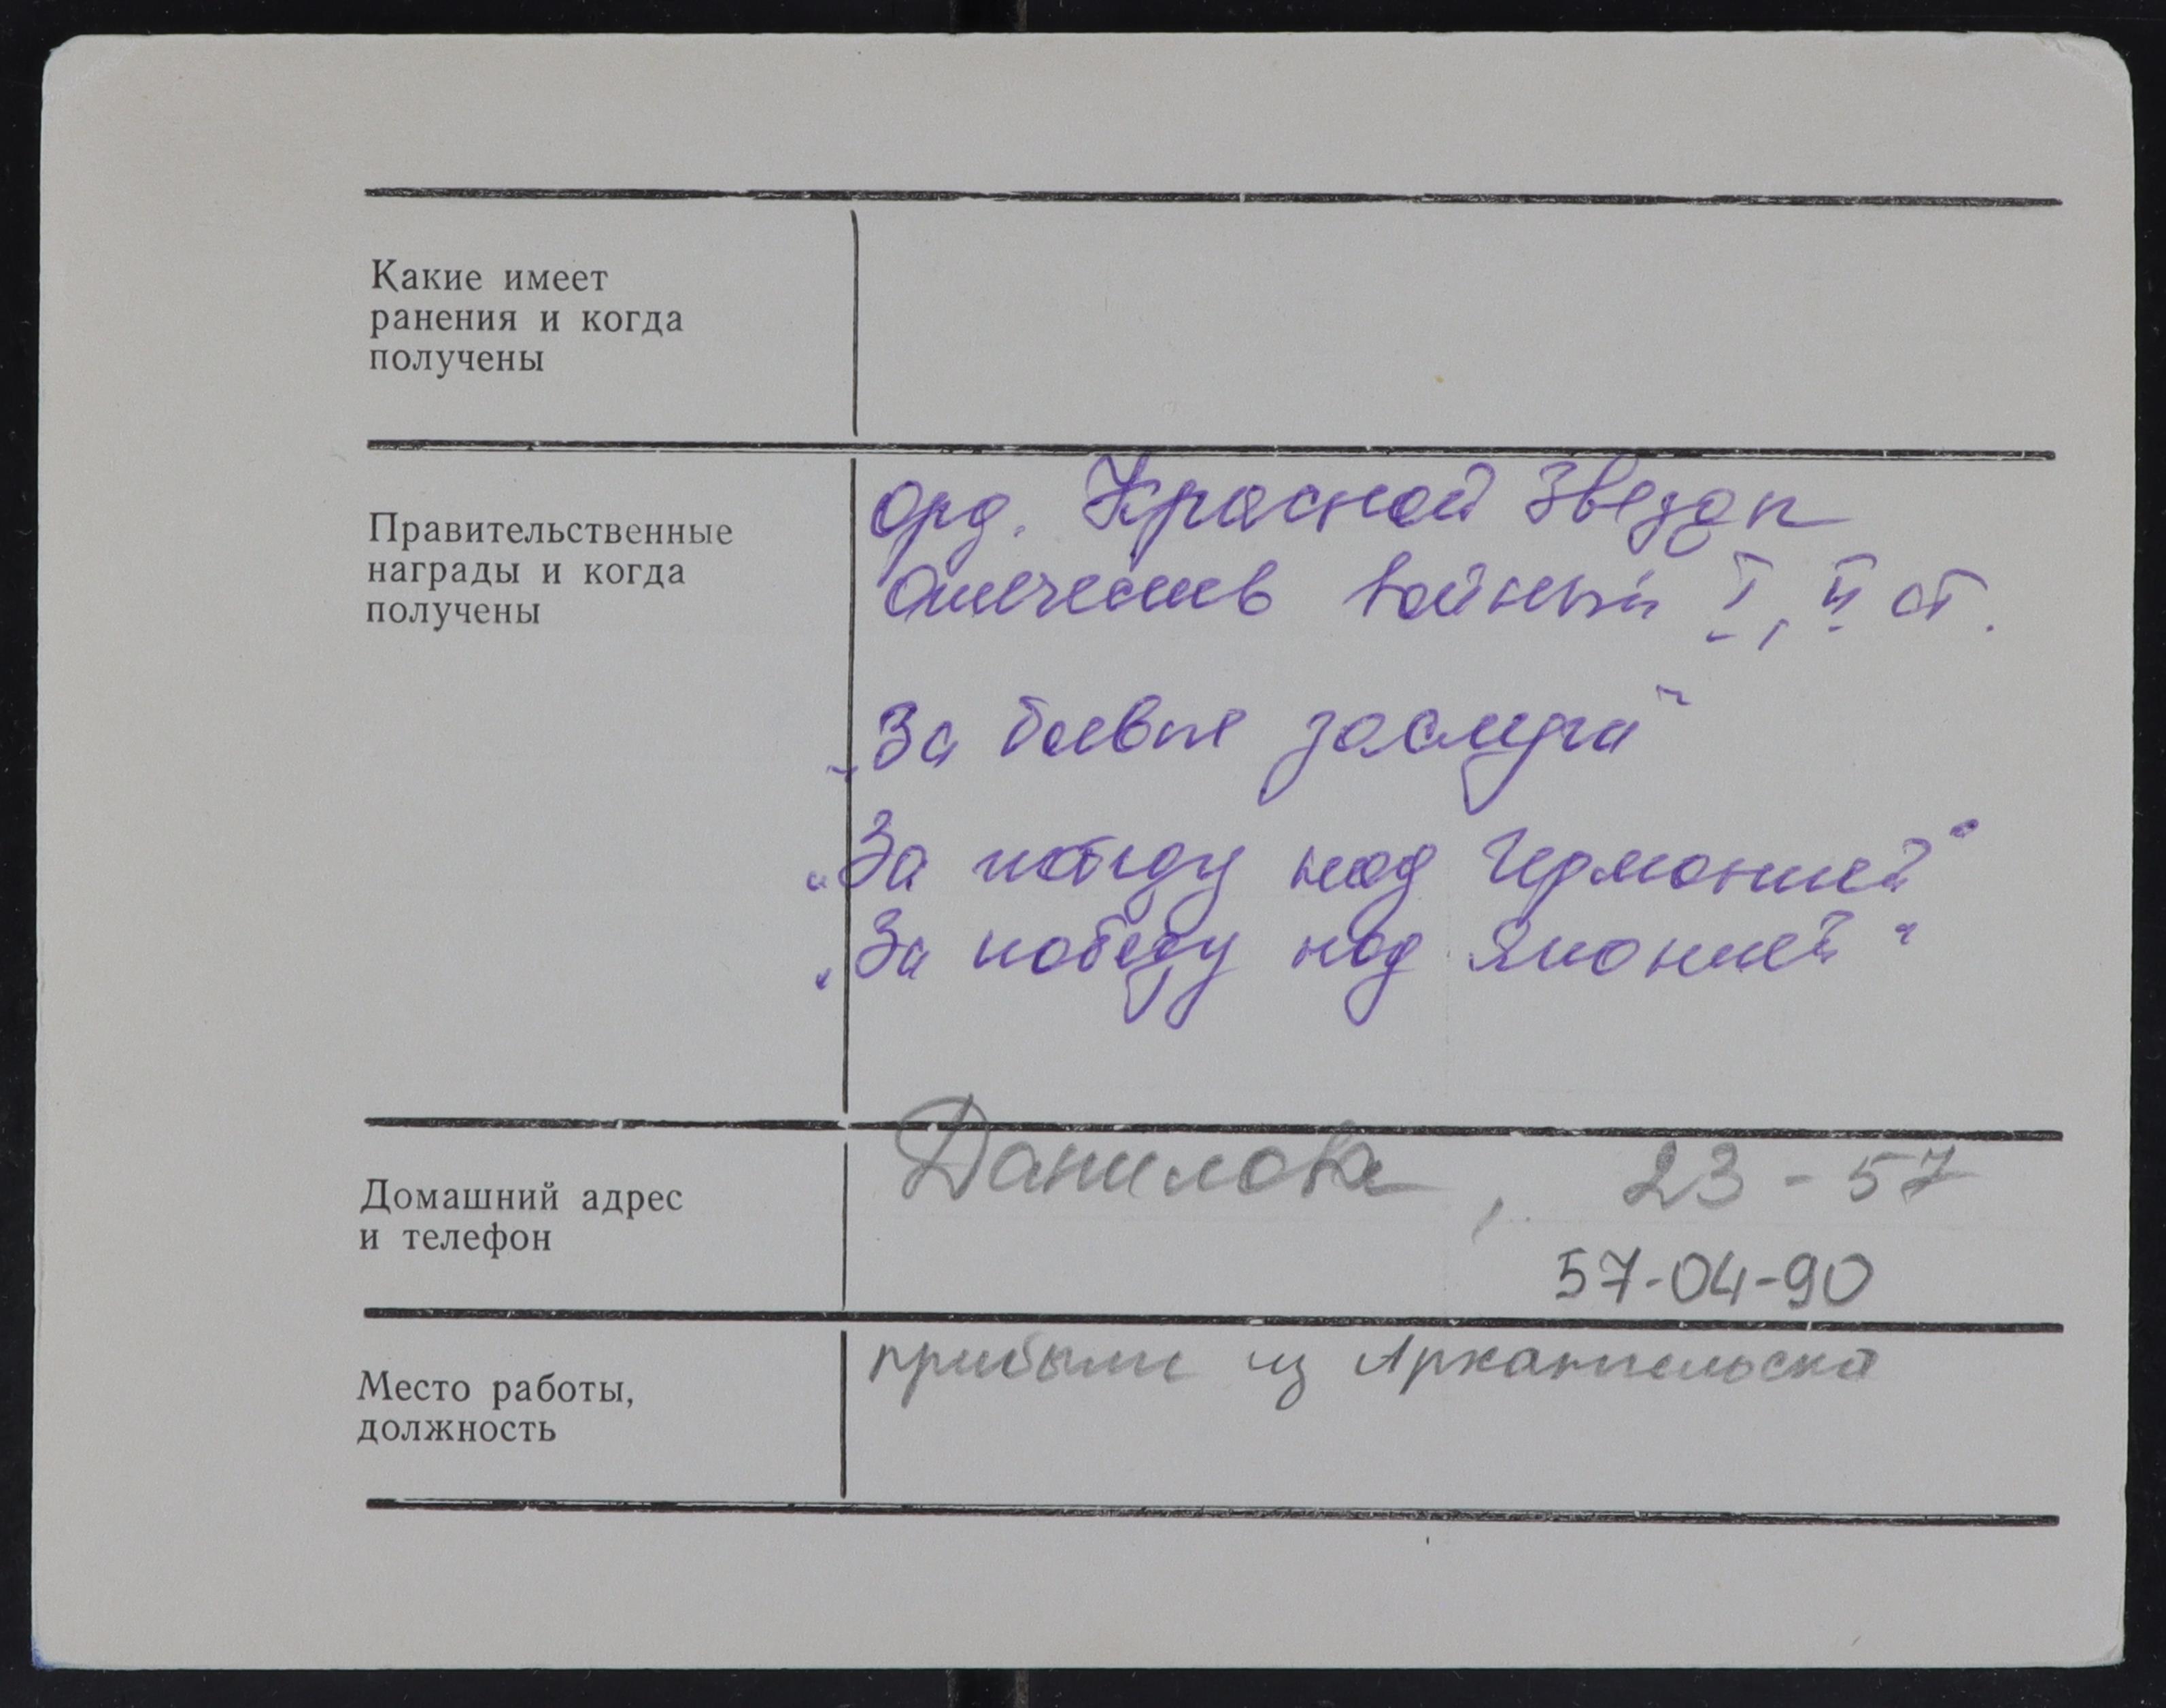 Какие имеет
ранения и когда
получены
Правительственные
награды и когда
получены
Орд. Красной Звезды
Отечеств войны I, II ст.
„За боевые заслуги"
„За победу над Германией"
„За победу над Японией"
Домашний адрес
и телефон
Данилова, 23-57
57-04-90
Место работы,
должность
прибыли из Архангельска